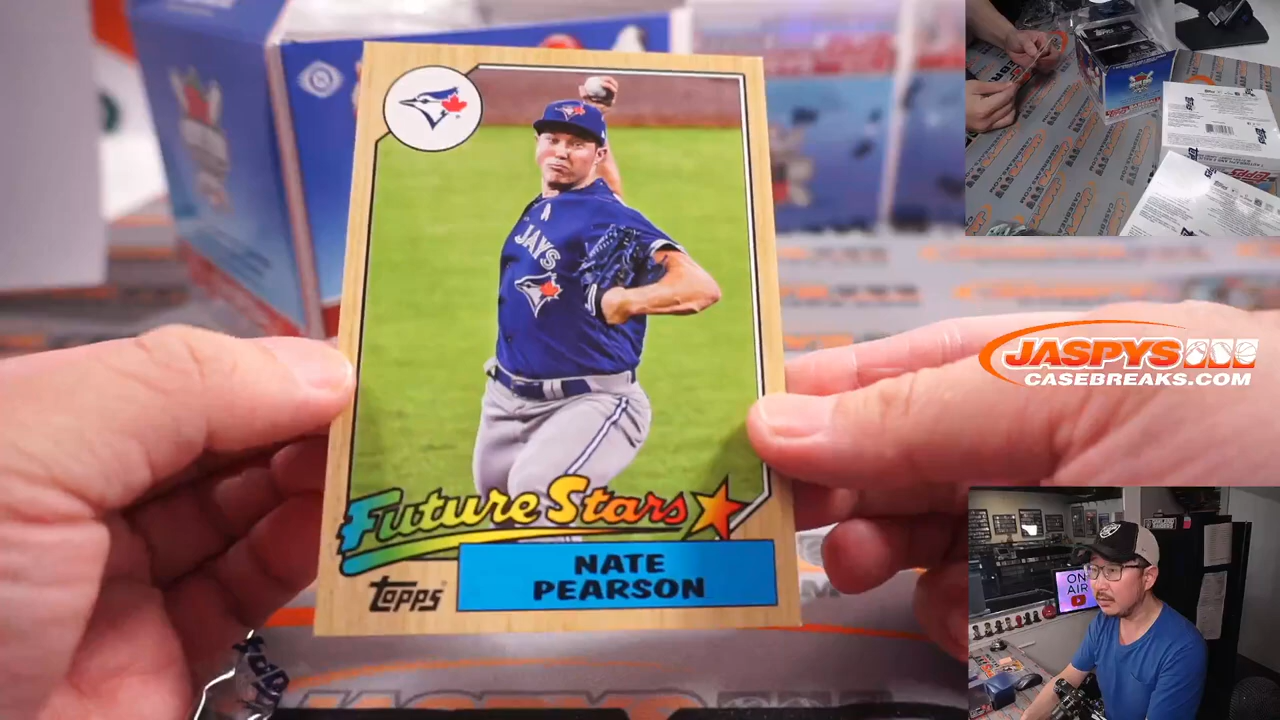 JAYS
Future Stars
Topps
NATE
PEARSON
JASPYS
CASEBREAKS.COM
ON
AIR